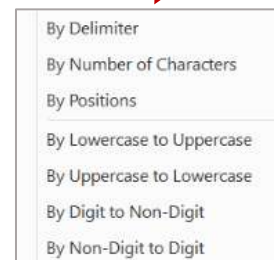 By Delimiter
By Number of Characters
By Positions
By Lowercase to Uppercase
By Uppercase to Lowercase
By Digit to Non-Digit
By Non-Digit to Digit